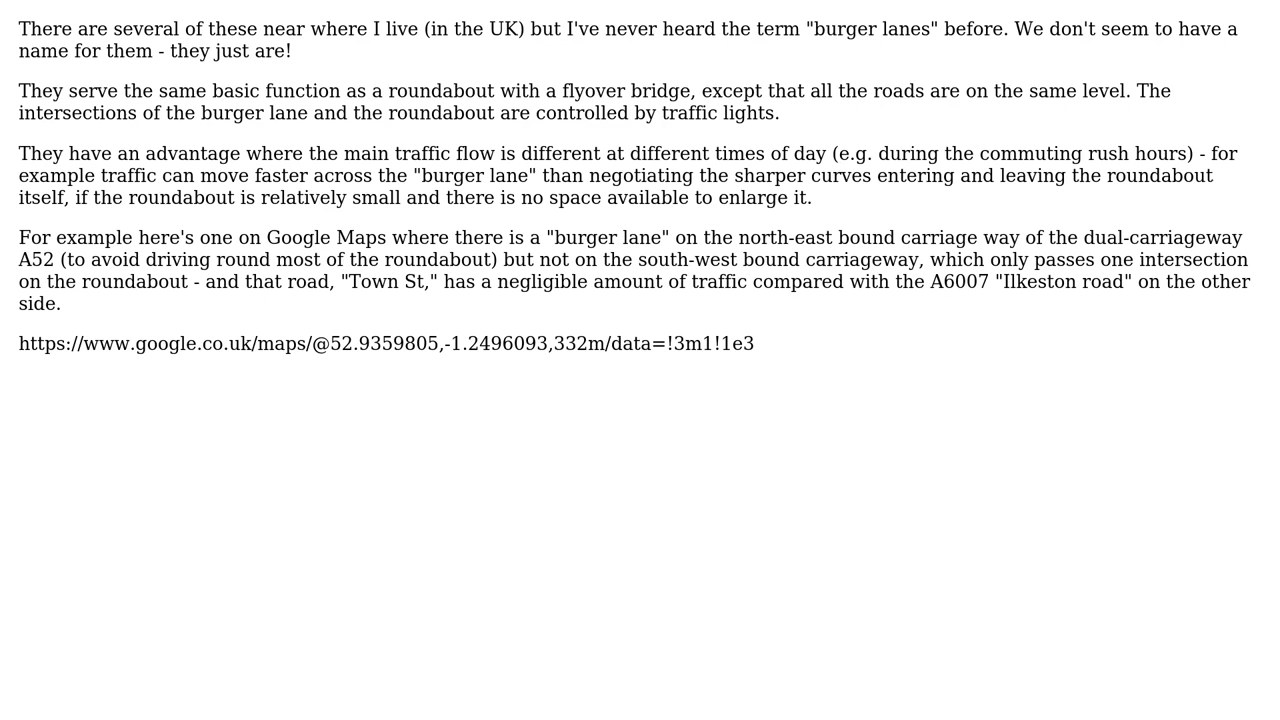 There are several of these near where I live (in the UK) but I've never heard the term "burger lanes" before. We don't seem to have a
name for them - they just are!
They serve the same basic function as a roundabout with a flyover bridge, except that all the roads are on the same level. The
intersections of the burger lane and the roundabout are controlled by traffic lights.
They have an advantage where the main traffic flow is different at different times of day (e.g. during the commuting rush hours) - for
example traffic can move faster across the "burger lane" than negotiating the sharper curves entering and leaving the roundabout
itself, if the roundabout is relatively small and there is no space available to enlarge it.
For example here's one on Google Maps where there is a "burger lane" on the north-east bound carriage way of the dual-carriageway
A52 (to avoid driving round most of the roundabout) but not on the south-west bound carriageway, which only passes one intersection
on the roundabout - and that road, "Town St," has a negligible amount of traffic compared with the A6007 "Ilkeston road" on the other
side.
https://www.google.co.uk/maps/@52.9359805,-1.2496093,332m/data=!3m1!1e3